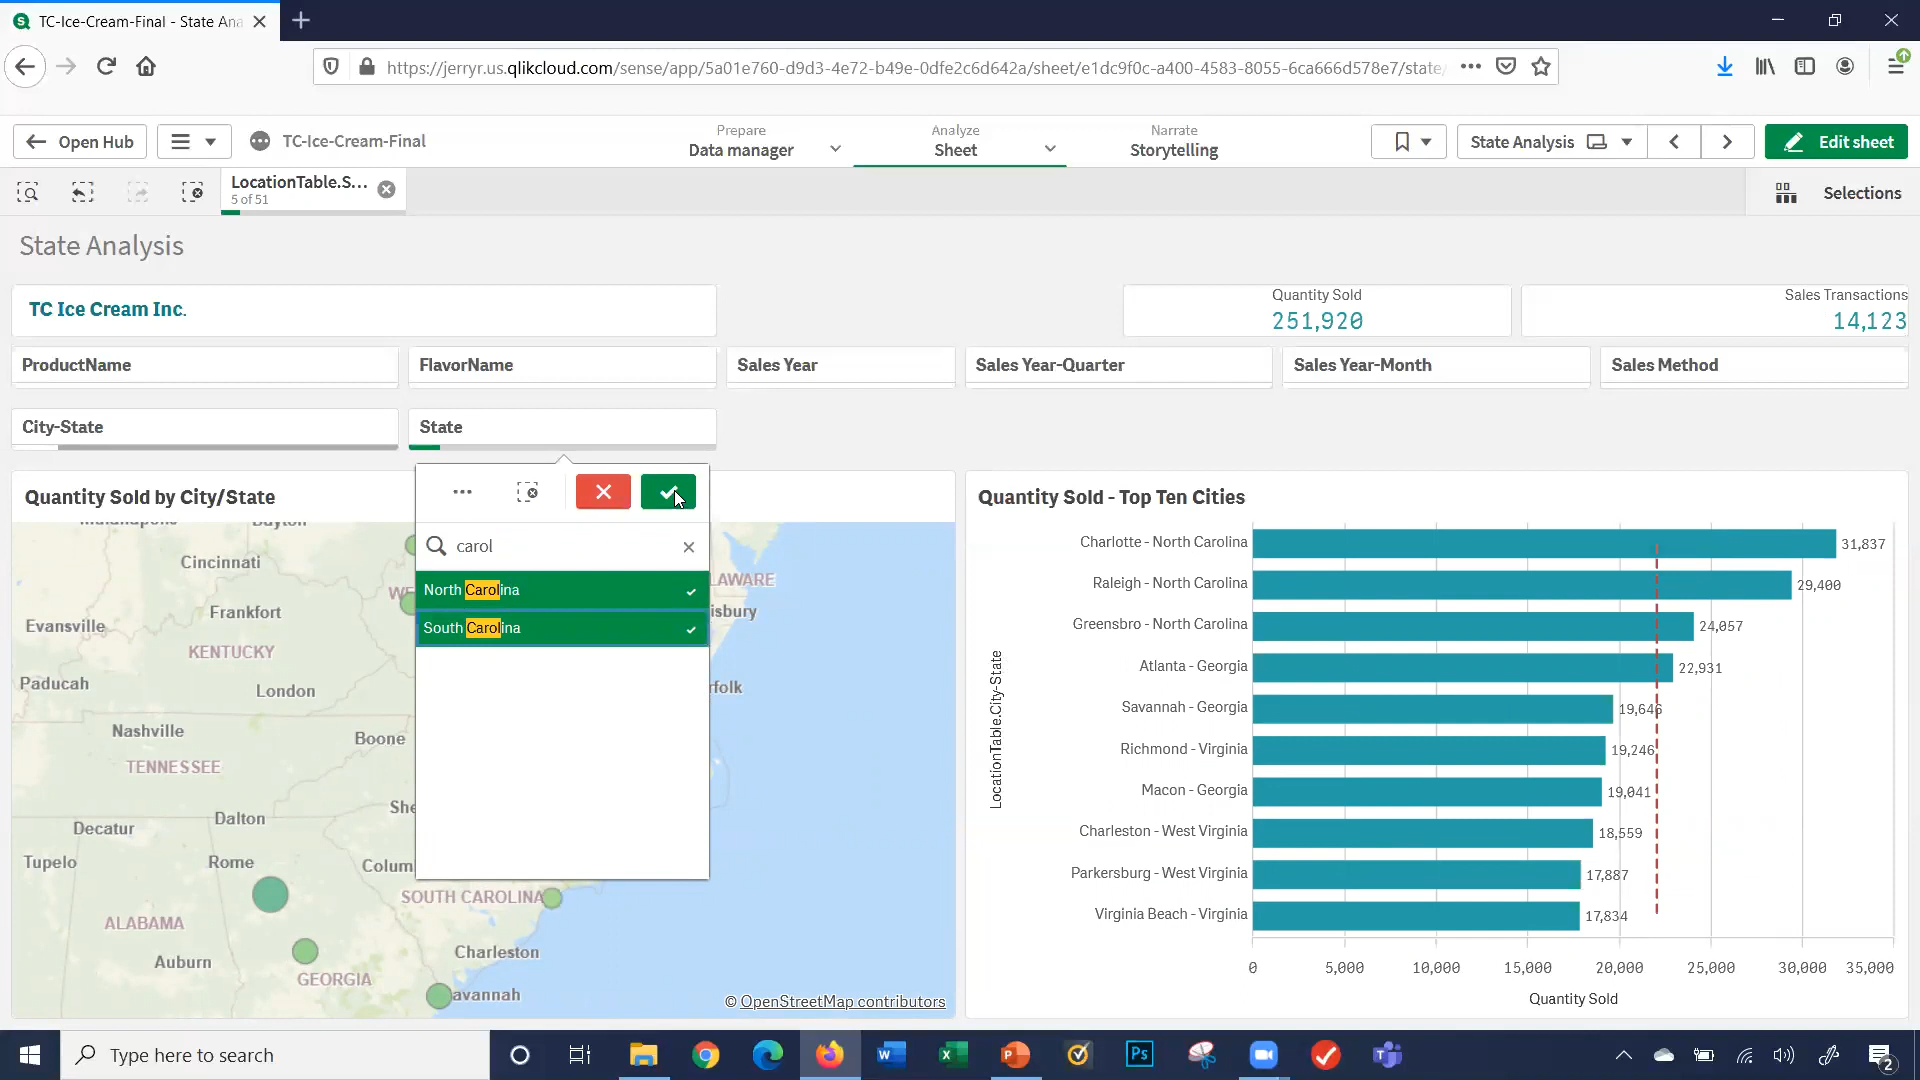 TC-Ice-Cream-Final - State Ana
https://jerryr.us.qlikcloud.com/sense/app/5a01e760-d9d3-4e72-b49e-0dfe2c6d642a/sheet/e1dc9f0c-a400-4583-8055-6ca666d578e7/state/
Open Hub
TC-Ice-Cream-Final
Prepare
Data manager
Analyze
Sheet
Narrate
Storytelling
State Analysis
Edit sheet
LocationTable.S...
5 of 51
Selections
State Analysis
TC Ice Cream Inc.
Quantity Sold
251,920
Sales Transactions
14,123
ProductName
FlavorName
Sales Year
Sales Year-Quarter
Sales Year-Month
Sales Method
City-State
State
carol
North Carolina
South Carolina
Quantity Sold by City/State
Cincinnati
Frankfort
Evansville
KENTUCKY
Paducah
London
Nashville
Boone
TENNESSEE
Dalton
Decatur
Tupelo
Rome
Colum
SOUTH CAROLINA
ALABAMA
Charleston
Auburn
GEORGIA
avannah
WE
LAWARE
isbury
rfolk
She
© OpenStreetMap contributors
Quantity Sold - Top Ten Cities
LocationTable.City-State
Charlotte - North Carolina 31,837
Raleigh - North Carolina 29,400
Greensbro - North Carolina 24,057
Atlanta - Georgia 22,931
Savannah - Georgia 19,646
Richmond - Virginia 19,246
Macon - Georgia 19,041
Charleston - West Virginia 18,559
Parkersburg - West Virginia 17,887
Virginia Beach - Virginia 17,834
0 5,000 10,000 15,000 20,000 25,000 30,000 35,000
Quantity Sold
Type here to search
W
X
P
Ps
T
2